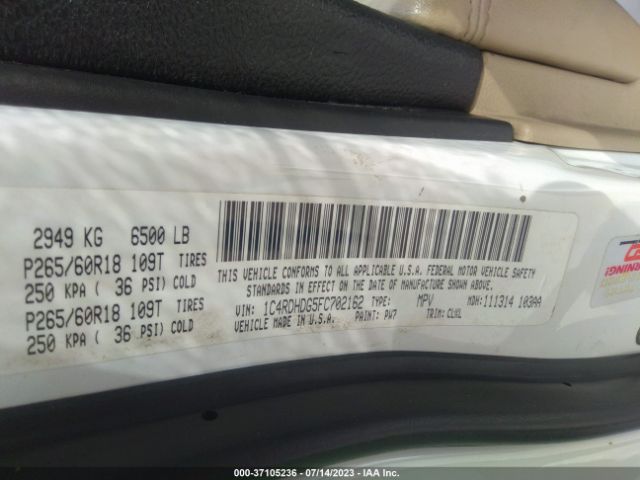 2949 KG 6500 LB
P265/60R18 109T TIRES
250 KPA ( 36 PSI) COLD
P265/60R18 109T TIRES
250 KPA ( 36 PSI) COLD
THIS VEHICLE CONFORMS TO ALL APPLICABLE U.S.A. FEDERAL MOTOR VEHICLE SAFETY
STANDARDS IN EFFECT ON THE DATE OF MANUFACTURE SHOWN ABOVE.
VIN: 1C4RDHDG5FC702162 TYPE: MPV MDH: 111314 103AA
VEHICLE MADE IN U.S.A. PAINT: PW7 TRIM: CLXL
WARNING:
000-37105236 - 07/14/2023 - IAA Inc.